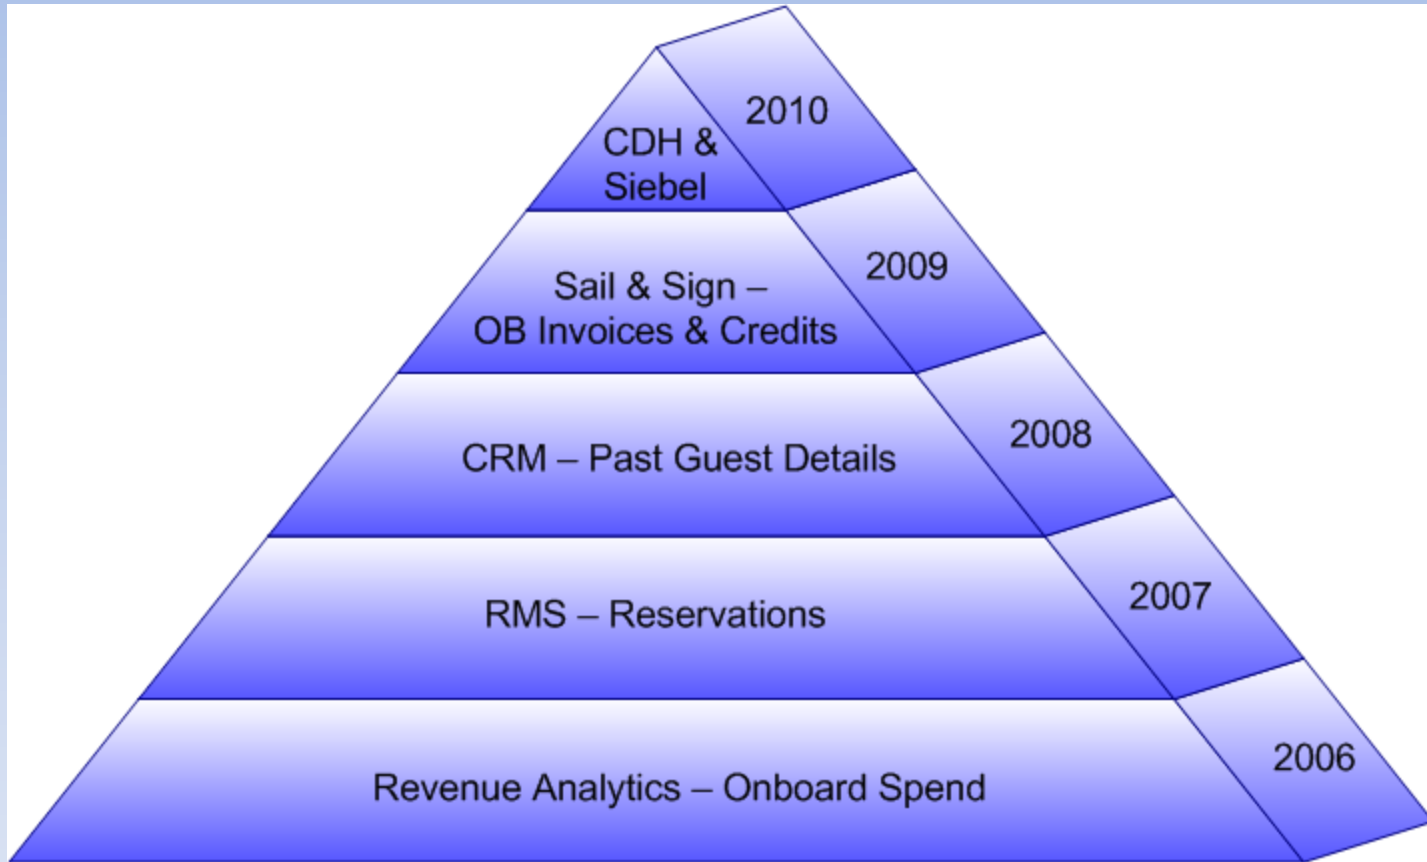 2010
CDH &
Siebel
2009
Sail & Sign –
OB Invoices & Credits
2008
CRM – Past Guest Details
2007
RMS – Reservations
2006
Revenue Analytics – Onboard Spend